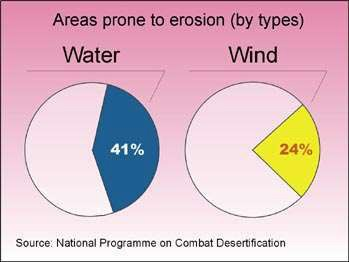 Areas prone to erosion (by types)
Water
Wind
41%
24%
Source: National Programme on Combat Desertification